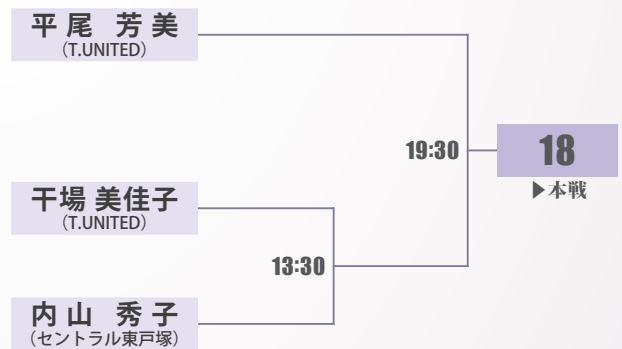 平尾 芳美
(T.UNITED)
19:30
18
▶本戦
干場 美佳子
(T.UNITED)
13:30
内山 秀子
(セントラル東戸塚)